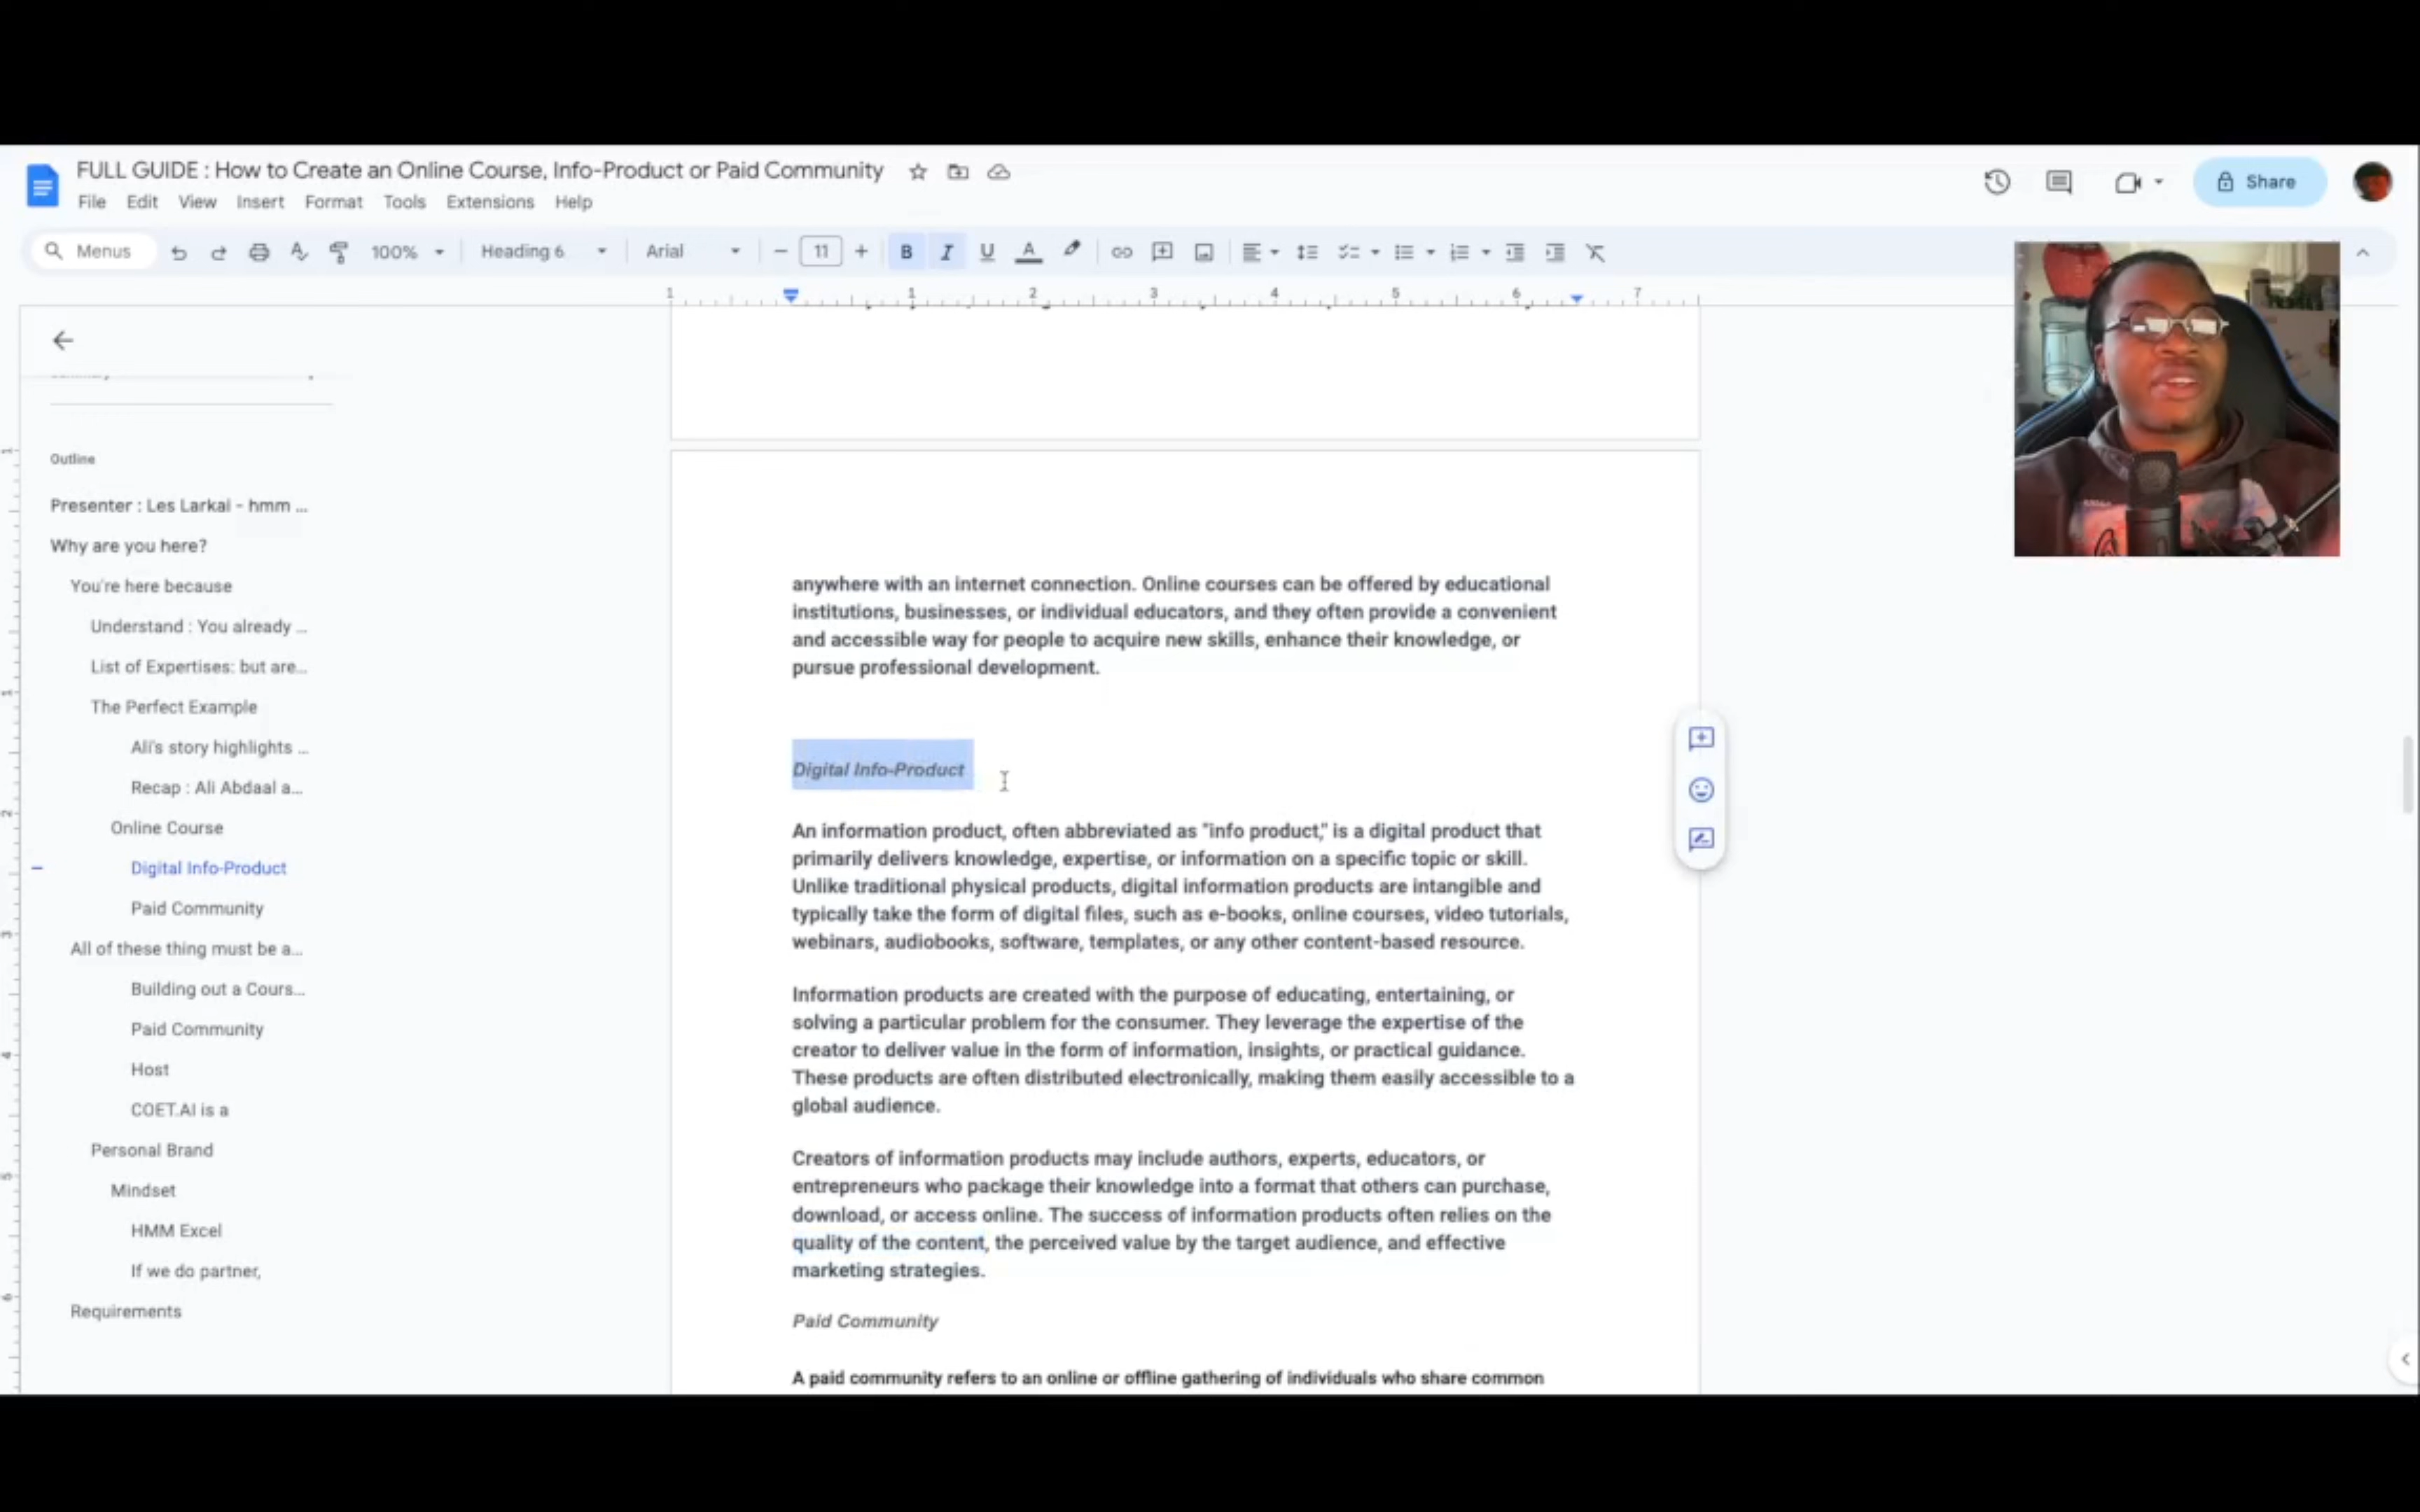 FULL GUIDE : How to Create an Online Course, Info-Product or Paid Community
File Edit View Insert Format Tools Extensions Help
Share
Menus 100% Heading 6 Arial 11 B I U A
1 1 2 3 4 5 6 7
Outline
Presenter : Les Larkai - hmm ...
Why are you here?
You're here because
Understand : You already ...
List of Expertises: but are...
The Perfect Example
Ali's story highlights ...
Recap : Ali Abdaal a...
Online Course
Digital Info-Product
Paid Community
All of these thing must be a...
Building out a Cours...
Paid Community
Host
COET.AI is a
Personal Brand
Mindset
HMM Excel
If we do partner,
Requirements
anywhere with an internet connection. Online courses can be offered by educational
institutions, businesses, or individual educators, and they often provide a convenient
and accessible way for people to acquire new skills, enhance their knowledge, or
pursue professional development.
Digital Info-Product
An information product, often abbreviated as "info product," is a digital product that
primarily delivers knowledge, expertise, or information on a specific topic or skill.
Unlike traditional physical products, digital information products are intangible and
typically take the form of digital files, such as e-books, online courses, video tutorials,
webinars, audiobooks, software, templates, or any other content-based resource.
Information products are created with the purpose of educating, entertaining, or
solving a particular problem for the consumer. They leverage the expertise of the
creator to deliver value in the form of information, insights, or practical guidance.
These products are often distributed electronically, making them easily accessible to a
global audience.
Creators of information products may include authors, experts, educators, or
entrepreneurs who package their knowledge into a format that others can purchase,
download, or access online. The success of information products often relies on the
quality of the content, the perceived value by the target audience, and effective
marketing strategies.
Paid Community
A paid community refers to an online or offline gathering of individuals who share common